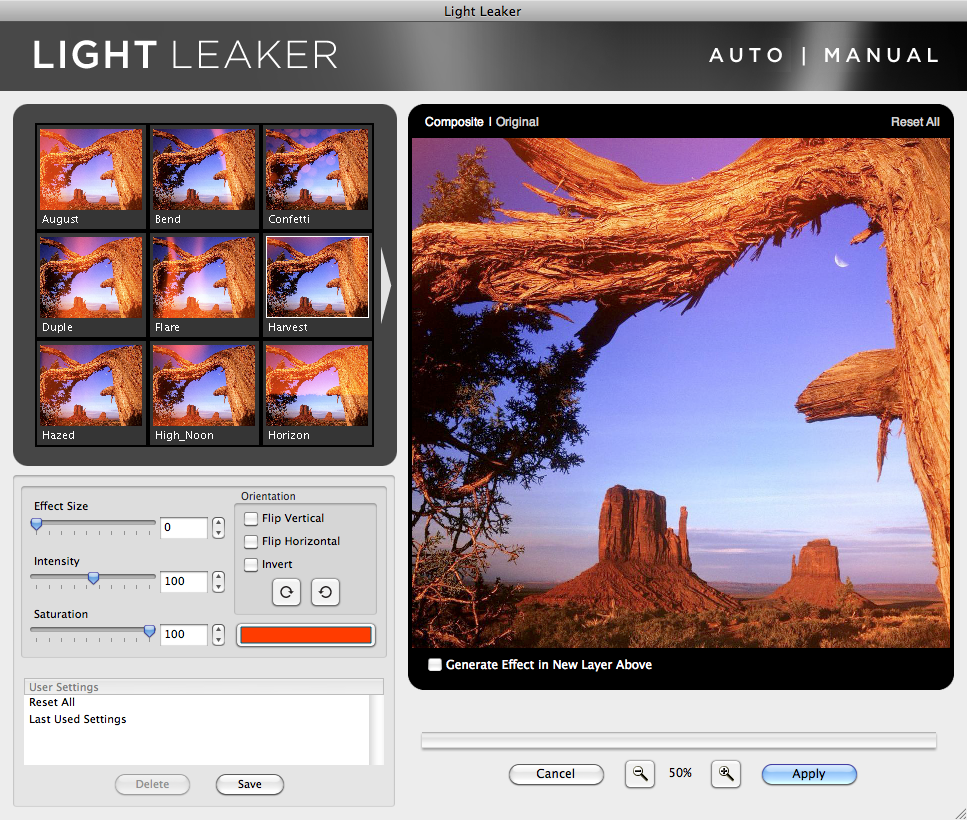 Light Leaker
LIGHT LEAKER
AUTO | MANUAL
August
Bend
Confetti
Duple
Flare
Harvest
Hazed
High_Noon
Horizon
Composite | Original
Reset All
Effect Size
0
Intensity
100
Saturation
100
Orientation
Flip Vertical
Flip Horizontal
Invert
User Settings
Reset All
Last Used Settings
Delete
Save
Generate Effect in New Layer Above
Cancel
50%
Apply